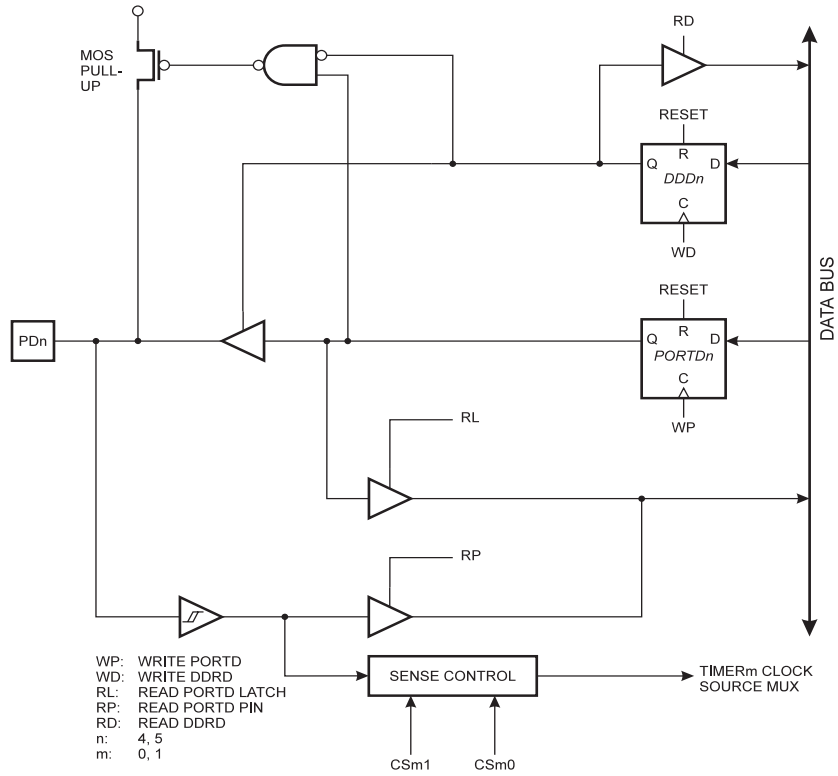 MOS
PULL-
UP
RD
RESET
R
Q
D
DDDn
C
WD
DATA BUS
RESET
R
Q
D
PORTDn
C
WP
PDn
RL
RP
WP: WRITE PORTD
WD: WRITE DDRD
RL: READ PORTD LATCH
RP: READ PORTD PIN
RD: READ DDRD
n: 4, 5
m: 0, 1
SENSE CONTROL
TIMERm CLOCK
SOURCE MUX
CSm1
CSm0